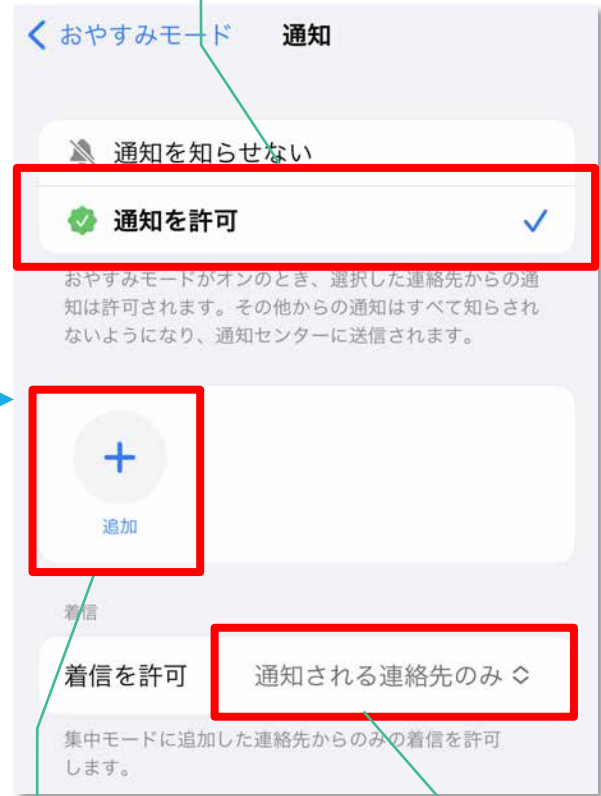 おやすみモード 通知
通知を知らせない
通知を許可
おやすみモードがオンのとき、選択した連絡先からの通
知は許可されます。その他からの通知はすべて知らされ
ないようになり、通知センターに送信されます。
追加
着信
着信を許可 通知される連絡先のみ
集中モードに追加した連絡先からのみの着信を許可
します。